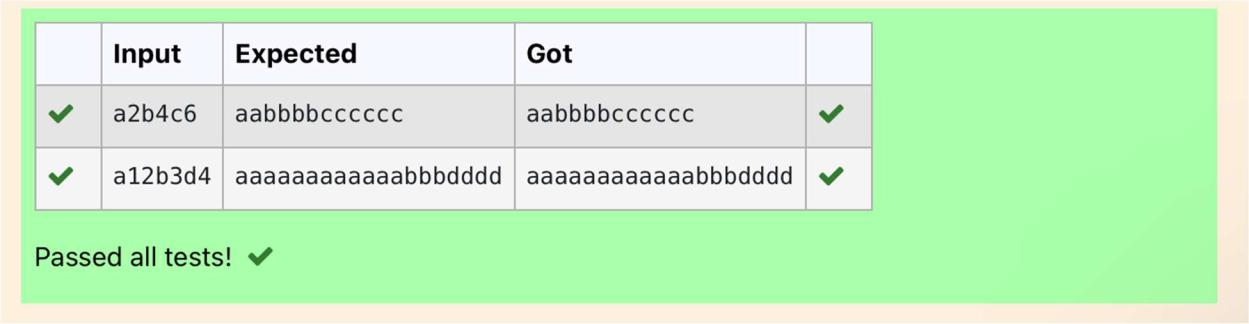 Input Expected Got
a2b4c6 aabbbbcccccc aabbbbcccccc
a12b3d4 aaaaaaaaaaaabbbdddd aaaaaaaaaaaabbbdddd
Passed all tests!